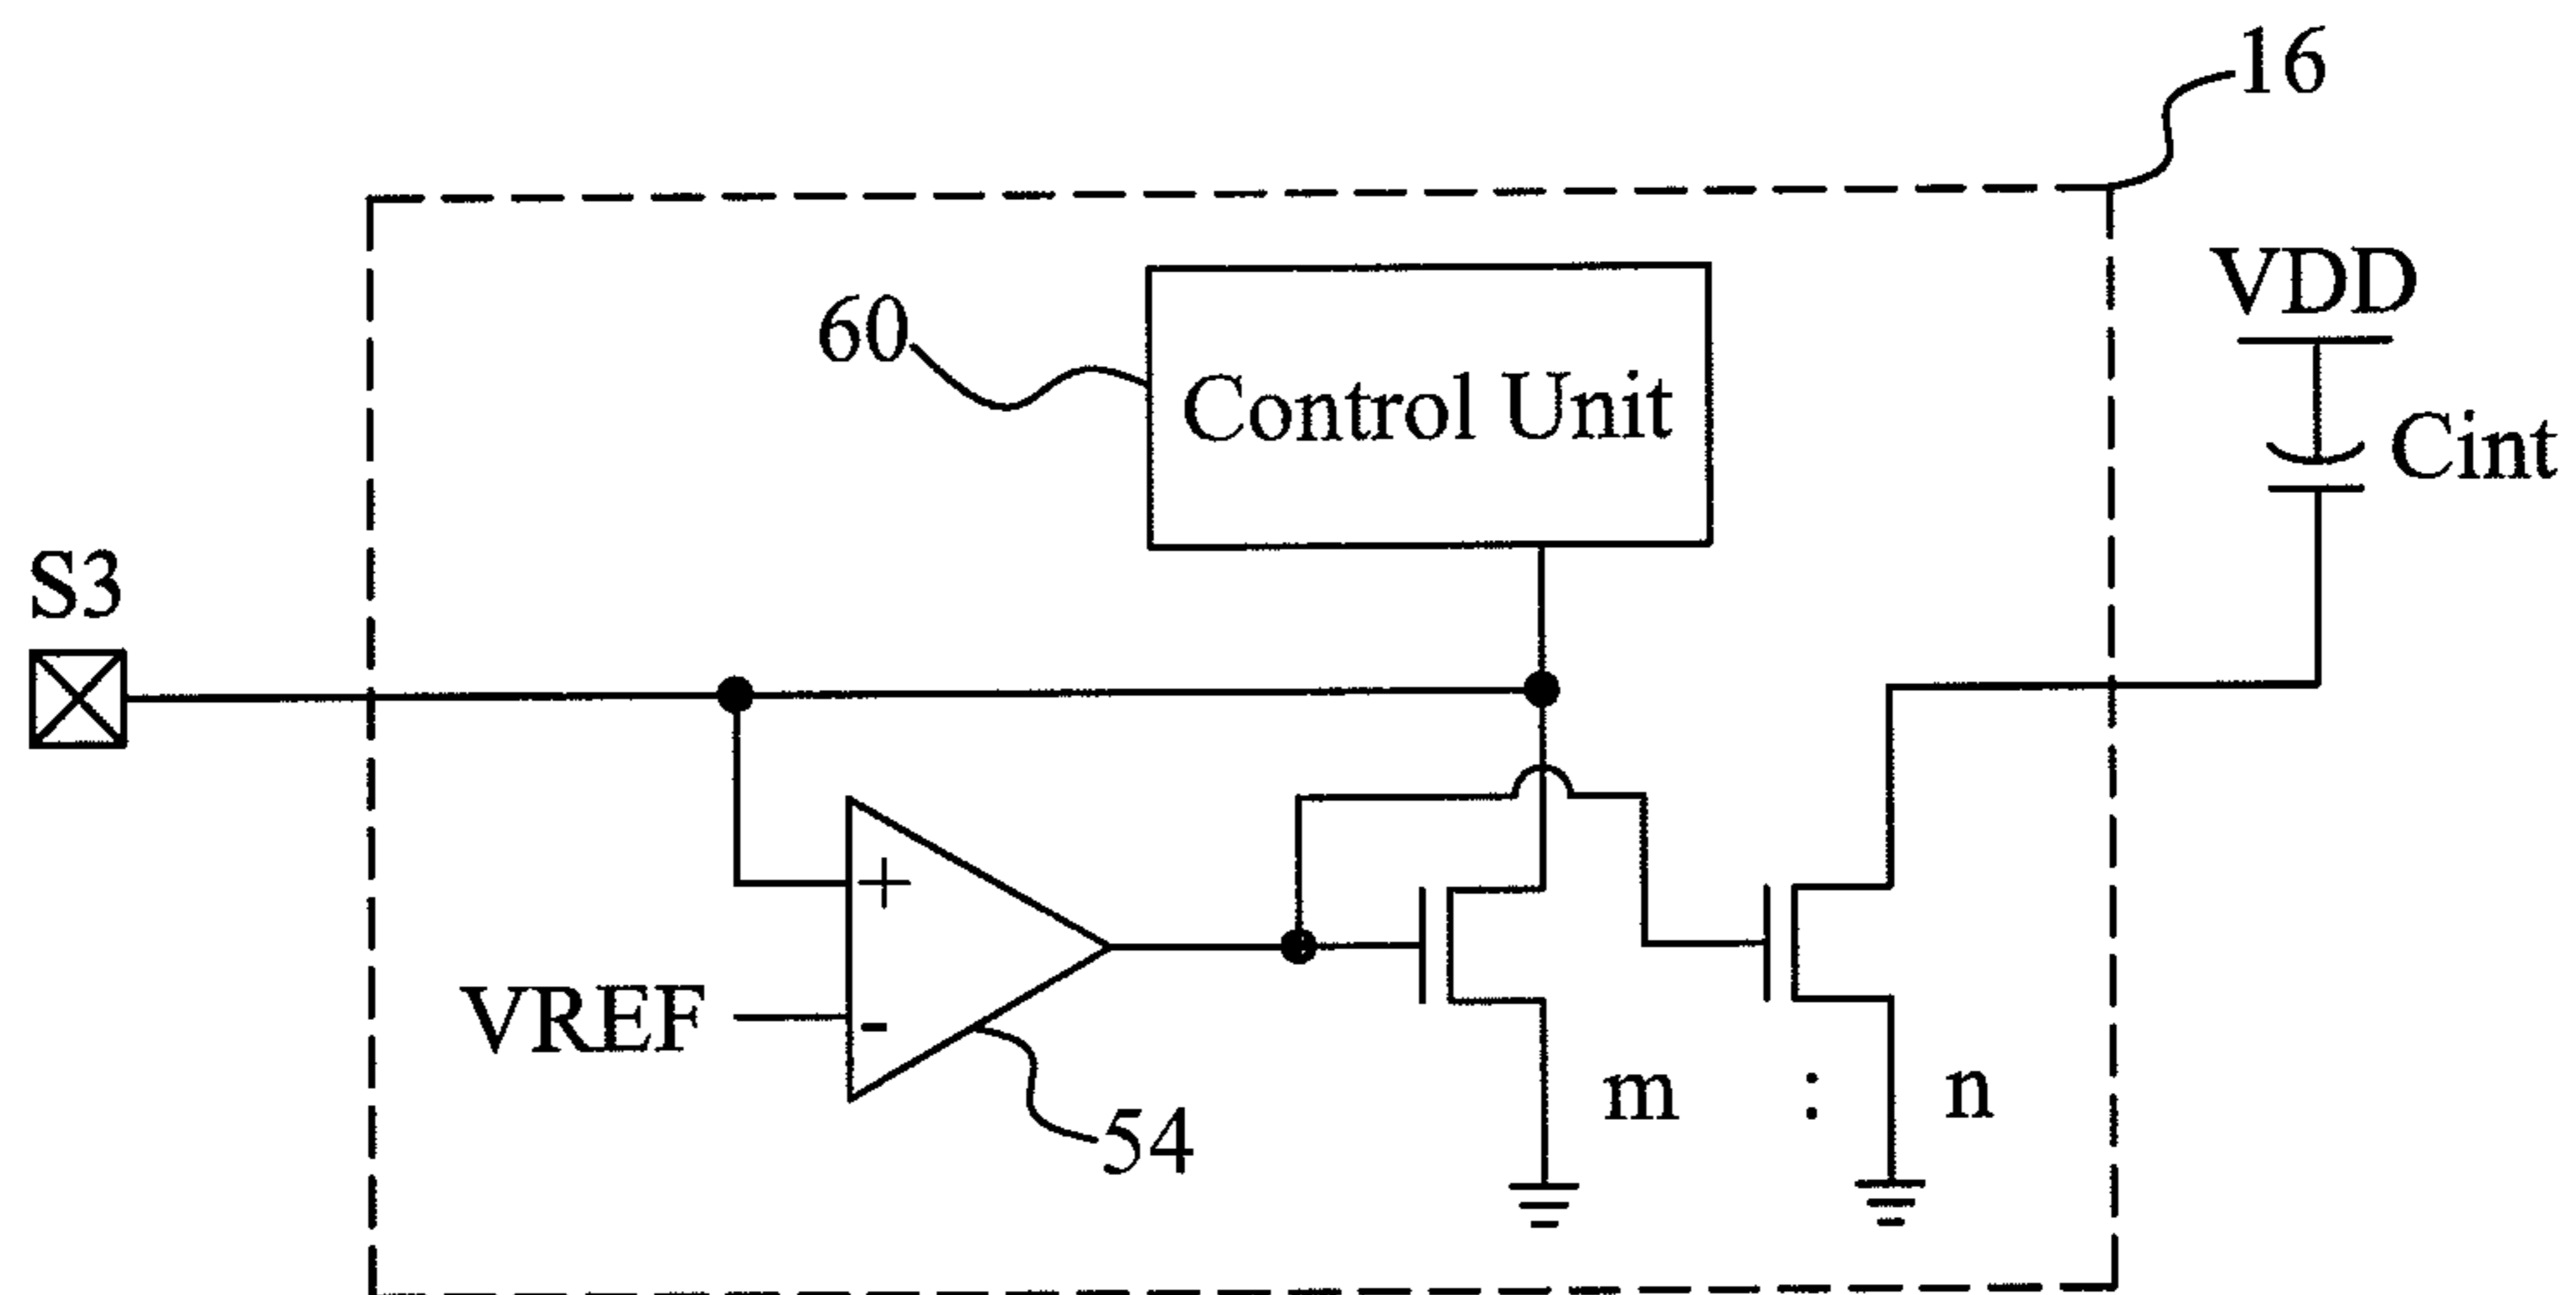 16
VDD
60
Control Unit
Cint
S3
+
VREF
-
m : n
54